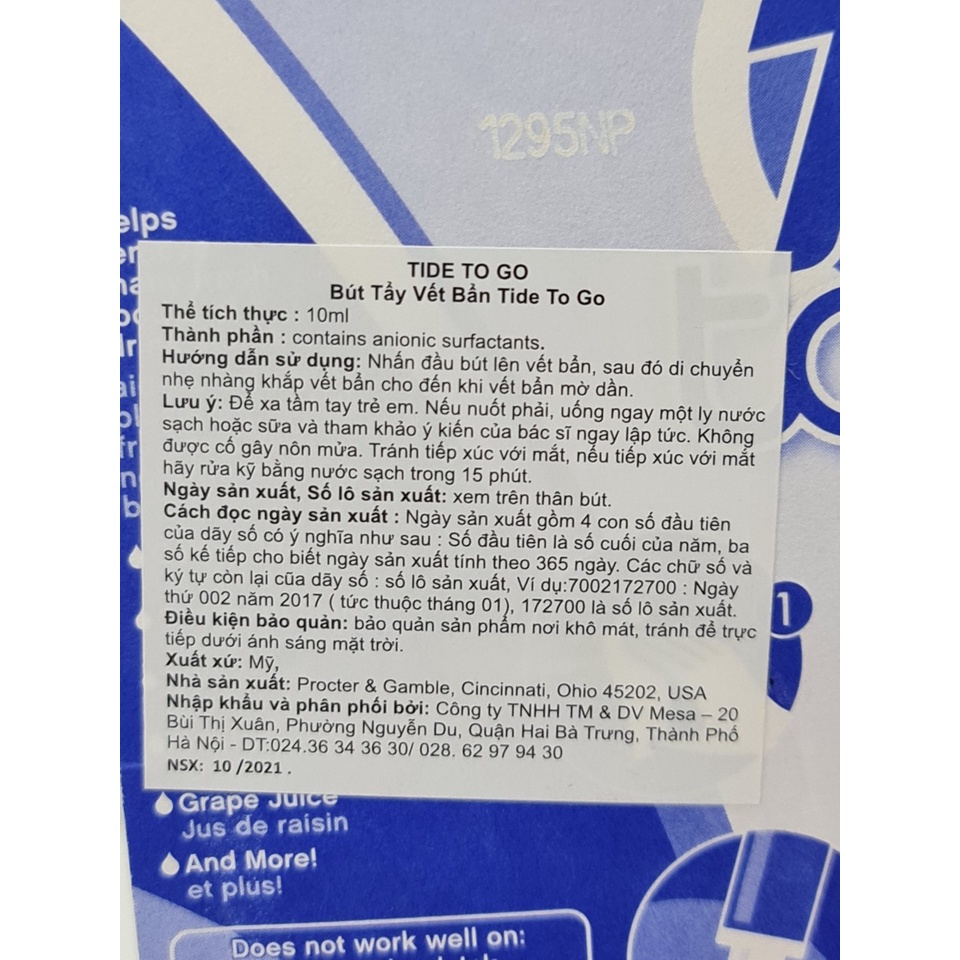 1295NP
elps
TIDE TO GO
Bút Tẩy Vết Bẩn Tide To Go
Thể tích thực : 10ml
Thành phần : contains anionic surfactants.
Hướng dẫn sử dụng: Nhấn đầu bút lên vết bẩn, sau đó di chuyển
nhẹ nhàng khắp vết bẩn cho đến khi vết bẩn mờ dần.
Lưu ý: Để xa tầm tay trẻ em. Nếu nuốt phải, uống ngay một ly nước
sạch hoặc sữa và tham khảo ý kiến của bác sĩ ngay lập tức. Không
được cố gây nôn mửa. Tránh tiếp xúc với mắt, nếu tiếp xúc với mắt
hãy rửa kỹ bằng nước sạch trong 15 phút.
Ngày sản xuất, Số lô sản xuất: xem trên thân bút.
Cách đọc ngày sản xuất : Ngày sản xuất gồm 4 con số đầu tiên
của dãy số có ý nghĩa như sau : Số đầu tiên là số cuối của năm, ba
số kế tiếp cho biết ngày sản xuất tính theo 365 ngày. Các chữ số và
ký tự còn lại cũa dãy số : số lô sản xuất, Ví dụ:7002172700 : Ngày
thứ 002 năm 2017 ( tức thuộc tháng 01), 172700 là số lô sản xuất.
Điều kiện bảo quản: bảo quản sản phẩm nơi khô mát, tránh để trực
tiếp dưới ánh sáng mặt trời.
Xuất xứ: Mỹ,
Nhà sản xuất: Procter & Gamble, Cincinnati, Ohio 45202, USA
Nhập khẩu và phân phối bởi: Công ty TNHH TM & DV Mesa – 20
Bùi Thị Xuân, Phường Nguyễn Du, Quận Hai Bà Trưng, Thành Phố
Hà Nội - DT:024.36 34 36 30/ 028. 62 97 94 30
NSX: 10 /2021 .
1
Grape Juice
Jus de raisin
And More!
et plus!
Does not work well on: